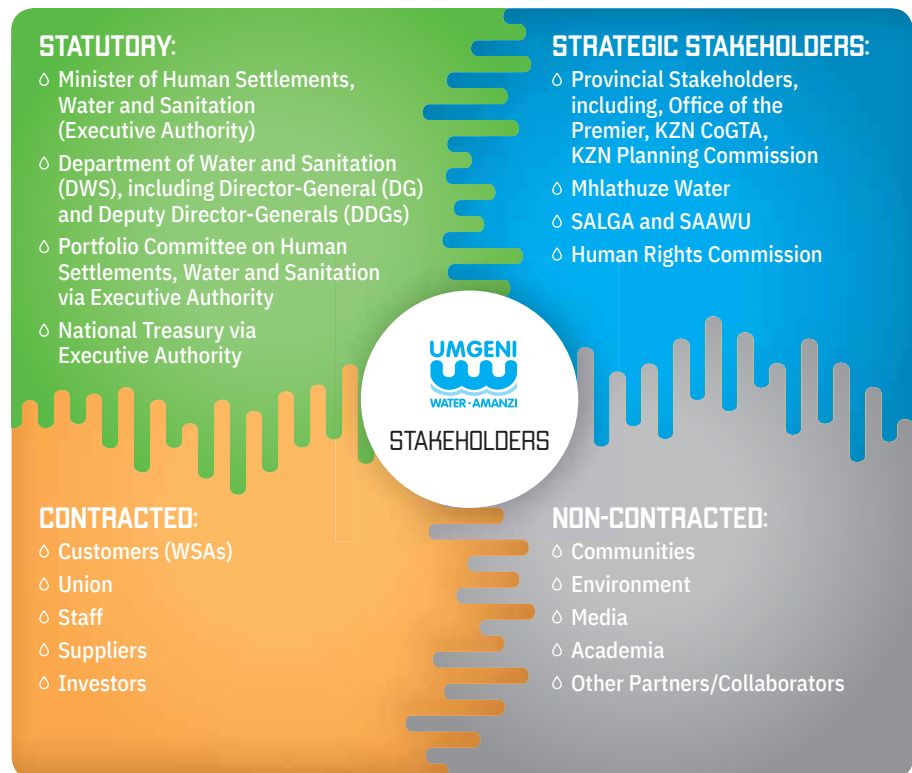 STATUTORY:
Minister of Human Settlements,
Water and Sanitation
(Executive Authority)
Department of Water and Sanitation
(DWS), including Director-General (DG)
and Deputy Director-Generals (DDGs)
Portfolio Committee on Human
Settlements, Water and Sanitation
via Executive Authority
National Treasury via
Executive Authority
STRATEGIC STAKEHOLDERS:
Provincial Stakeholders,
including, Office of the
Premier, KZN CoGTA,
KZN Planning Commission
Mhlathuze Water
SALGA and SAAWU
Human Rights Commission
UMGENI
WATER · AMANZI
STAKEHOLDERS
CONTRACTED:
Customers (WSAs)
Union
Staff
Suppliers
Investors
NON-CONTRACTED:
Communities
Environment
Media
Academia
Other Partners/Collaborators